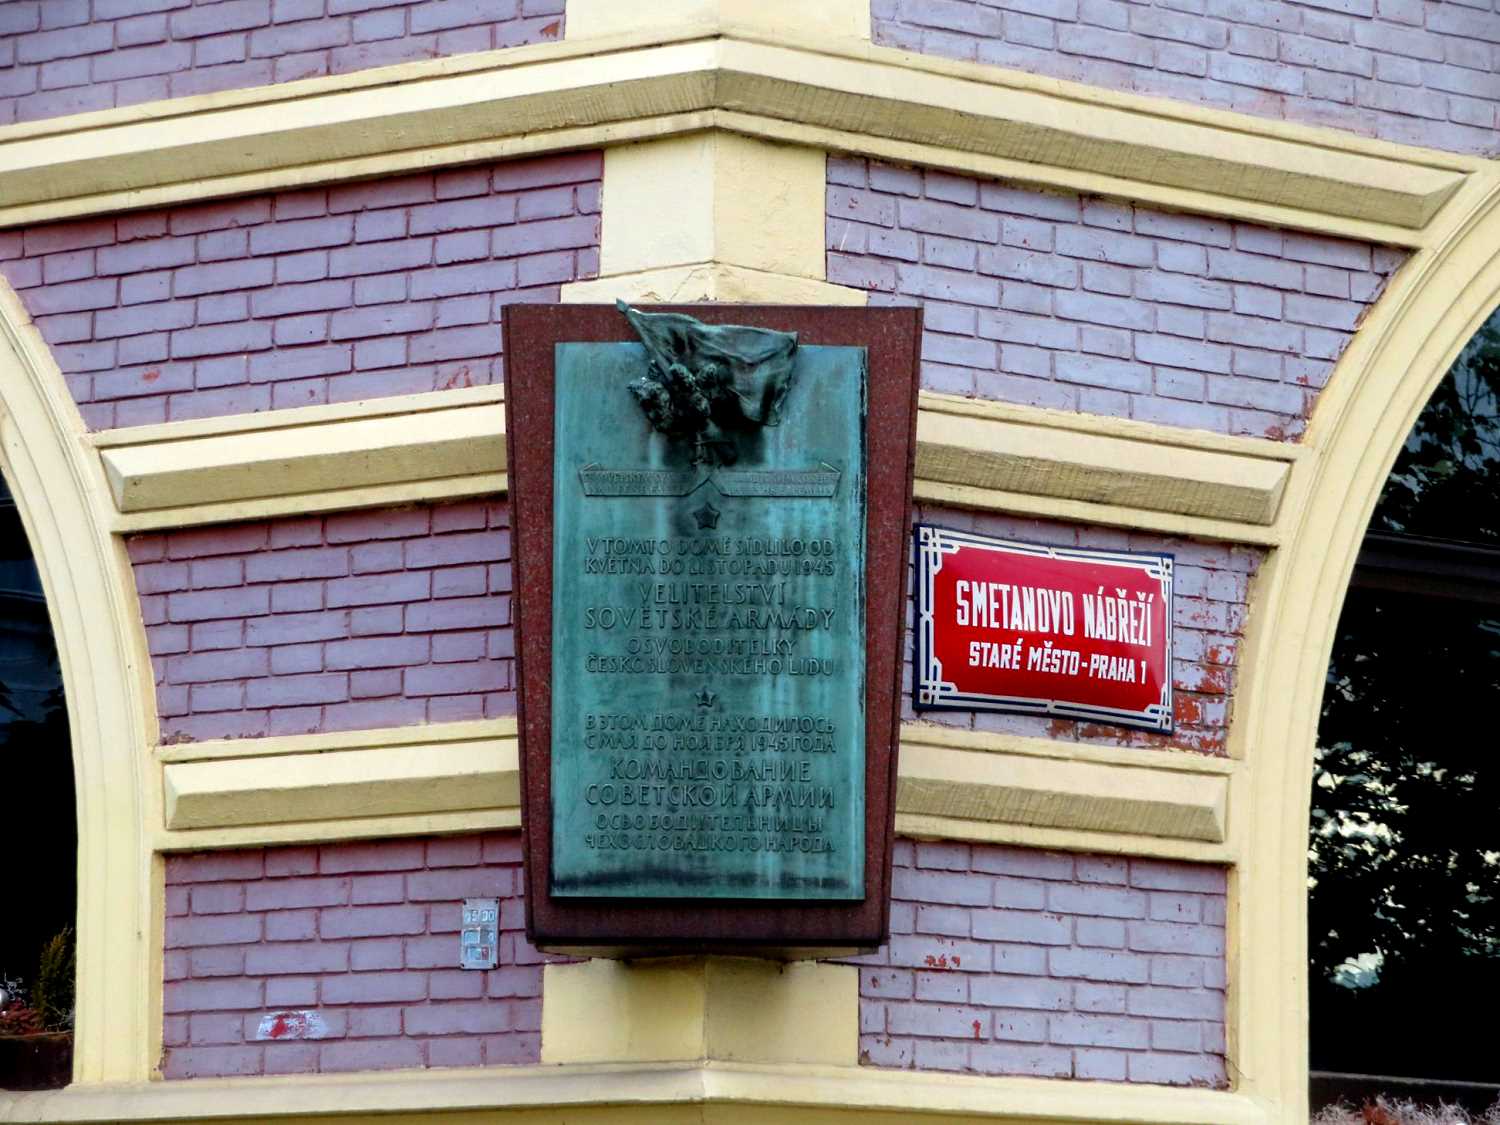 V TOMTO DOMĚ SÍDLILO OD
KVĚTNA DO LISTOPADU 1945
VELITELSTVÍ
SOVĚTSKÉ ARMÁDY
OSVOBODITELKY
ČESKOSLOVENSKÉHO LIDU
В ЭТОМ ДОМЕ НАХОДИЛОСЬ
С МАЯ ДО НОЯБРЯ 1945 ГОДА
КОМАНДОВАНИЕ
СОВЕТСКОЙ АРМИИ
ОСВОБОДИТЕЛЬНИЦЫ
ЧЕХОСЛОВАЦКОГО НАРОДА
SMETANOVO NÁBŘEŽÍ
STARÉ MĚSTO-PRAHA 1